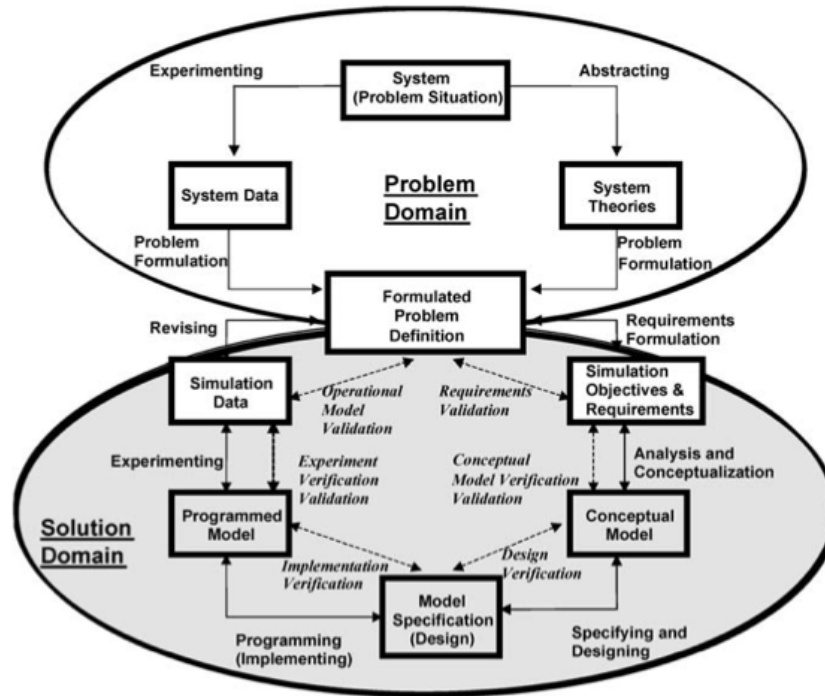 Experimenting
System
(Problem Situation)
Abstracting
System Data
Problem
Domain
System
Theories
Problem
Formulation
Problem
Formulation
Formulated
Problem
Definition
Revising
Requirements
Formulation
Simulation
Data
Operational
Model
Validation
Requirements
Validation
Simulation
Objectives &
Requirements
Experimenting
Experiment
Verification
Validation
Conceptual
Model Verification
Validation
Analysis and
Conceptualization
Solution
Domain
Programmed
Model
Conceptual
Model
Implementation
Verification
Design
Verification
Model
Specification
(Design)
Programming
(Implementing)
Specifying and
Designing